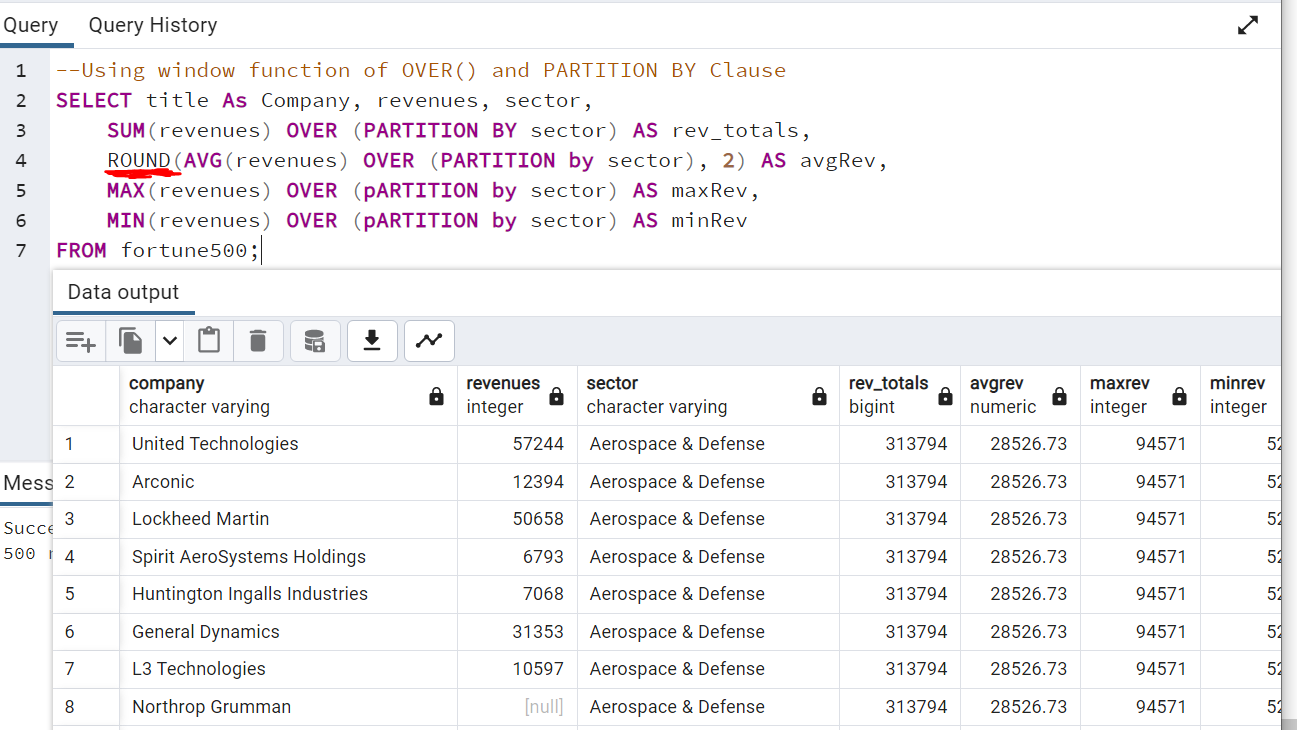 Query Query History
1 --Using window function of OVER() and PARTITION BY Clause
2 SELECT title As Company, revenues, sector,
3 SUM(revenues) OVER (PARTITION BY sector) AS rev_totals,
4 ROUND(AVG(revenues) OVER (PARTITION by sector), 2) AS avgRev,
5 MAX(revenues) OVER (pARTITION by sector) AS maxRev,
6 MIN(revenues) OVER (pARTITION by sector) AS minRev
7 FROM fortune500;
Data output
company revenues sector rev_totals avgrev maxrev minrev
character varying integer character varying bigint numeric integer integer
1 United Technologies 57244 Aerospace & Defense 313794 28526.73 94571
2 Arconic 12394 Aerospace & Defense 313794 28526.73 94571
3 Lockheed Martin 50658 Aerospace & Defense 313794 28526.73 94571
4 Spirit AeroSystems Holdings 6793 Aerospace & Defense 313794 28526.73 94571
5 Huntington Ingalls Industries 7068 Aerospace & Defense 313794 28526.73 94571
6 General Dynamics 31353 Aerospace & Defense 313794 28526.73 94571
7 L3 Technologies 10597 Aerospace & Defense 313794 28526.73 94571
8 Northrop Grumman [null] Aerospace & Defense 313794 28526.73 94571
Mess
Succe
500